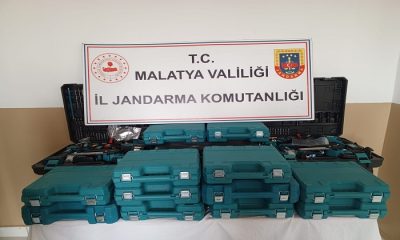 T.C.
MALATYA VALİLİĞİ
İL JANDARMA KOMUTANLIĞI